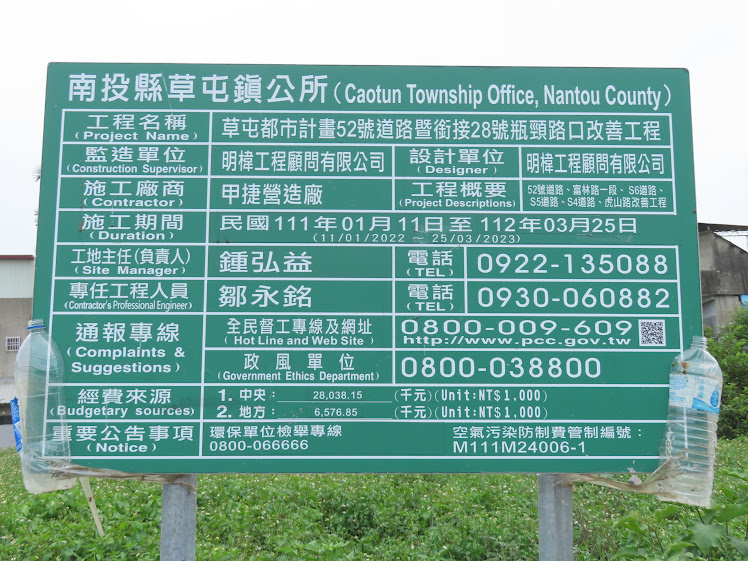 南投縣草屯鎮公所(Caotun Township Office, Nantou County)
工程名稱
(Project Name)
草屯都市計畫52號道路暨銜接28號瓶頸路口改善工程
監造單位
(Construction Supervisor)
明樟工程顧問有限公司
設計單位
(Designer)
明樟工程顧問有限公司
施工廠商
(Contractor)
甲捷營造廠
工程概要
(Project Descriptions)
52號道路、富林路一段、S6道路、
S5道路、S4道路、虎山路改善工程
施工期間
(Duration)
民國 111年01月11日至 112年03月25日
(11/01/2022 ~ 25/03/2023)
工地主任(負責人)
(Site Manager)
鍾弘益
電話
(TEL)
0922-135088
專任工程人員
(Contractor's Professional Engineer)
鄒永銘
電話
(TEL)
0930-060882
通報專線
(Complaints &
Suggestions)
全民督工專線及網址
(Hot Line and Web Site)
0800-009-609
http://www.pcc.gov.tw
政風單位
(Government Ethics Department)
0800-038800
經費來源
(Budgetary sources)
1. 中央: 28,038.15 (千元)(Unit:NT$1,000)
2. 地方: 6,576.85 (千元)(Unit:NT$1,000)
重要公告事項
(Notice)
環保單位檢舉專線
0800-066666
空氣污染防制費管制編號:
M111M24006-1